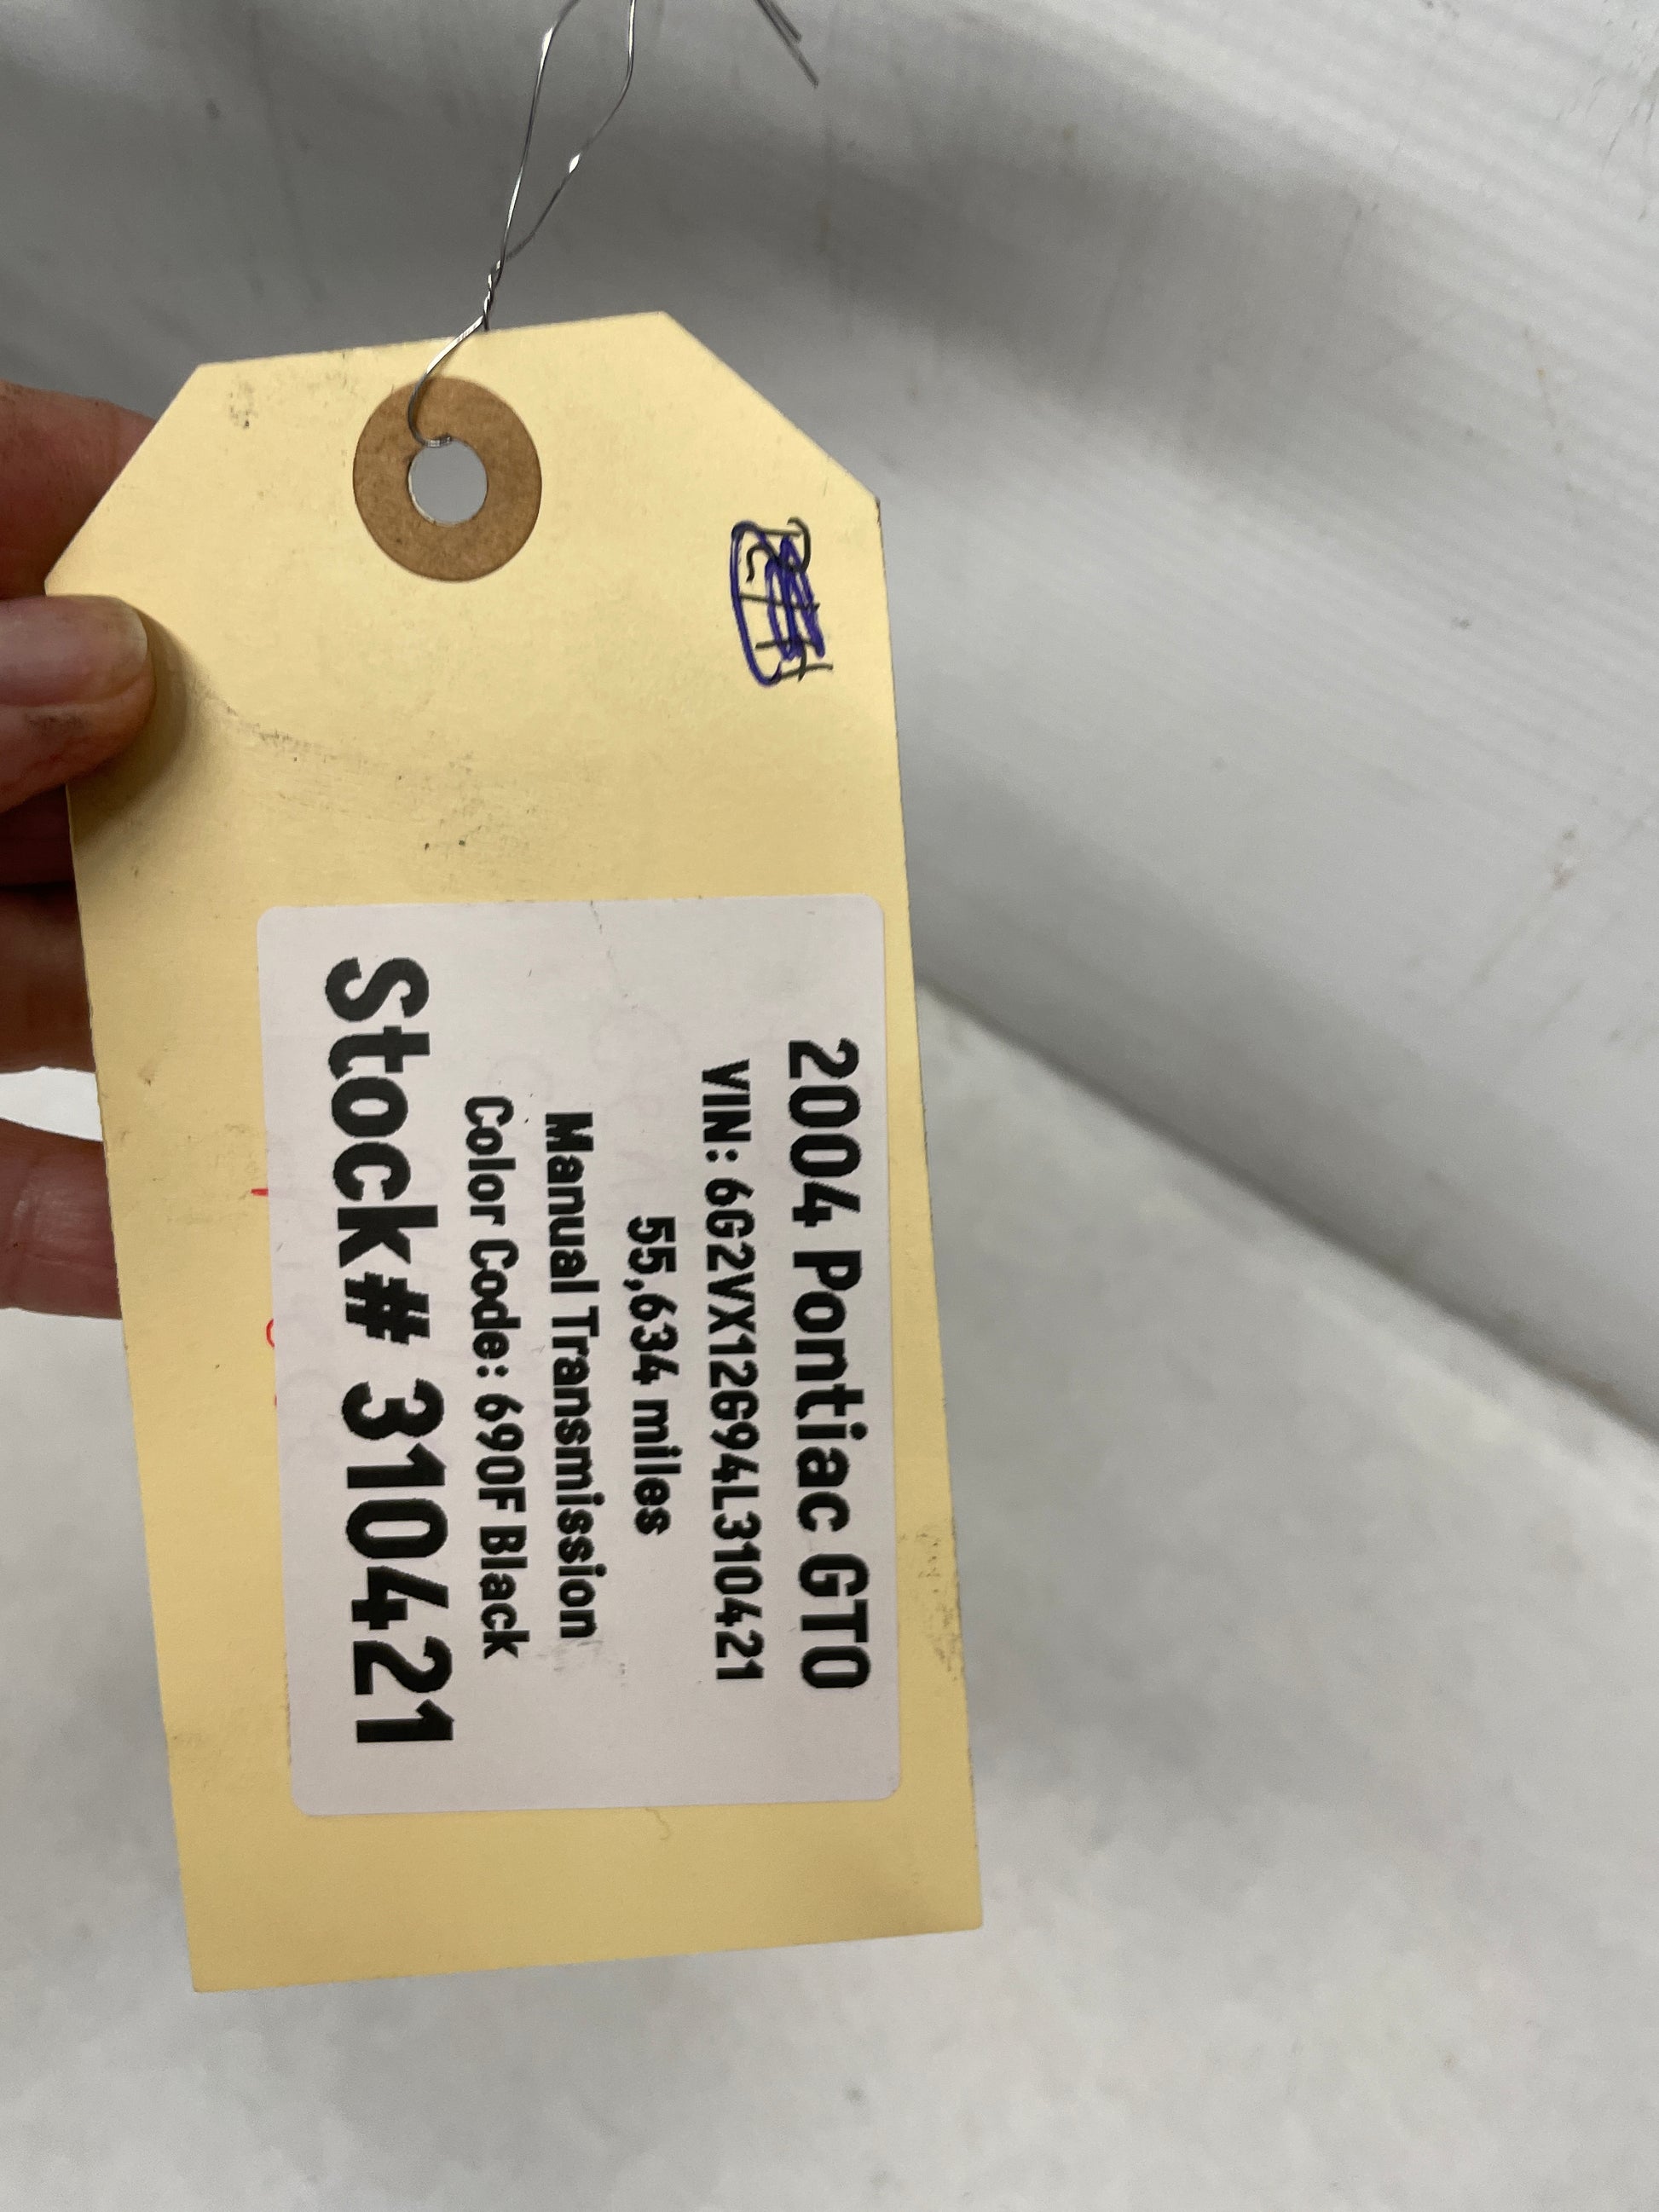 2004 Pontiac GTO
VIN: 6G2VX12G94L310421
55,634 miles
Manual Transmission
Color Code: 690F Black
Stock# 310421